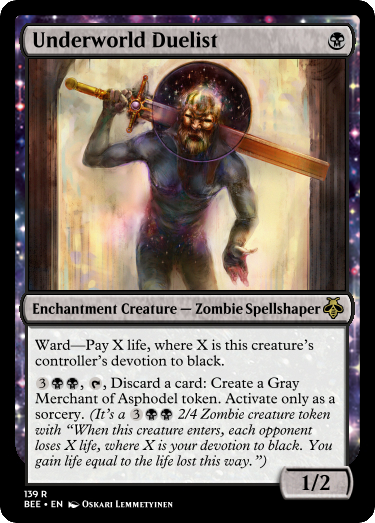 Underworld Duelist
Enchantment Creature — Zombie Spellshaper
Ward—Pay X life, where X is this creature's
controller's devotion to black.
3, Discard a card: Create a Gray
Merchant of Asphodel token. Activate only as a
sorcery. (It's a 3 2/4 Zombie creature token
with “When this creature enters, each opponent
loses X life, where X is your devotion to black. You
gain life equal to the life lost this way.”)
1/2
139 R
BEE • EN Oskari Lemmetyinen